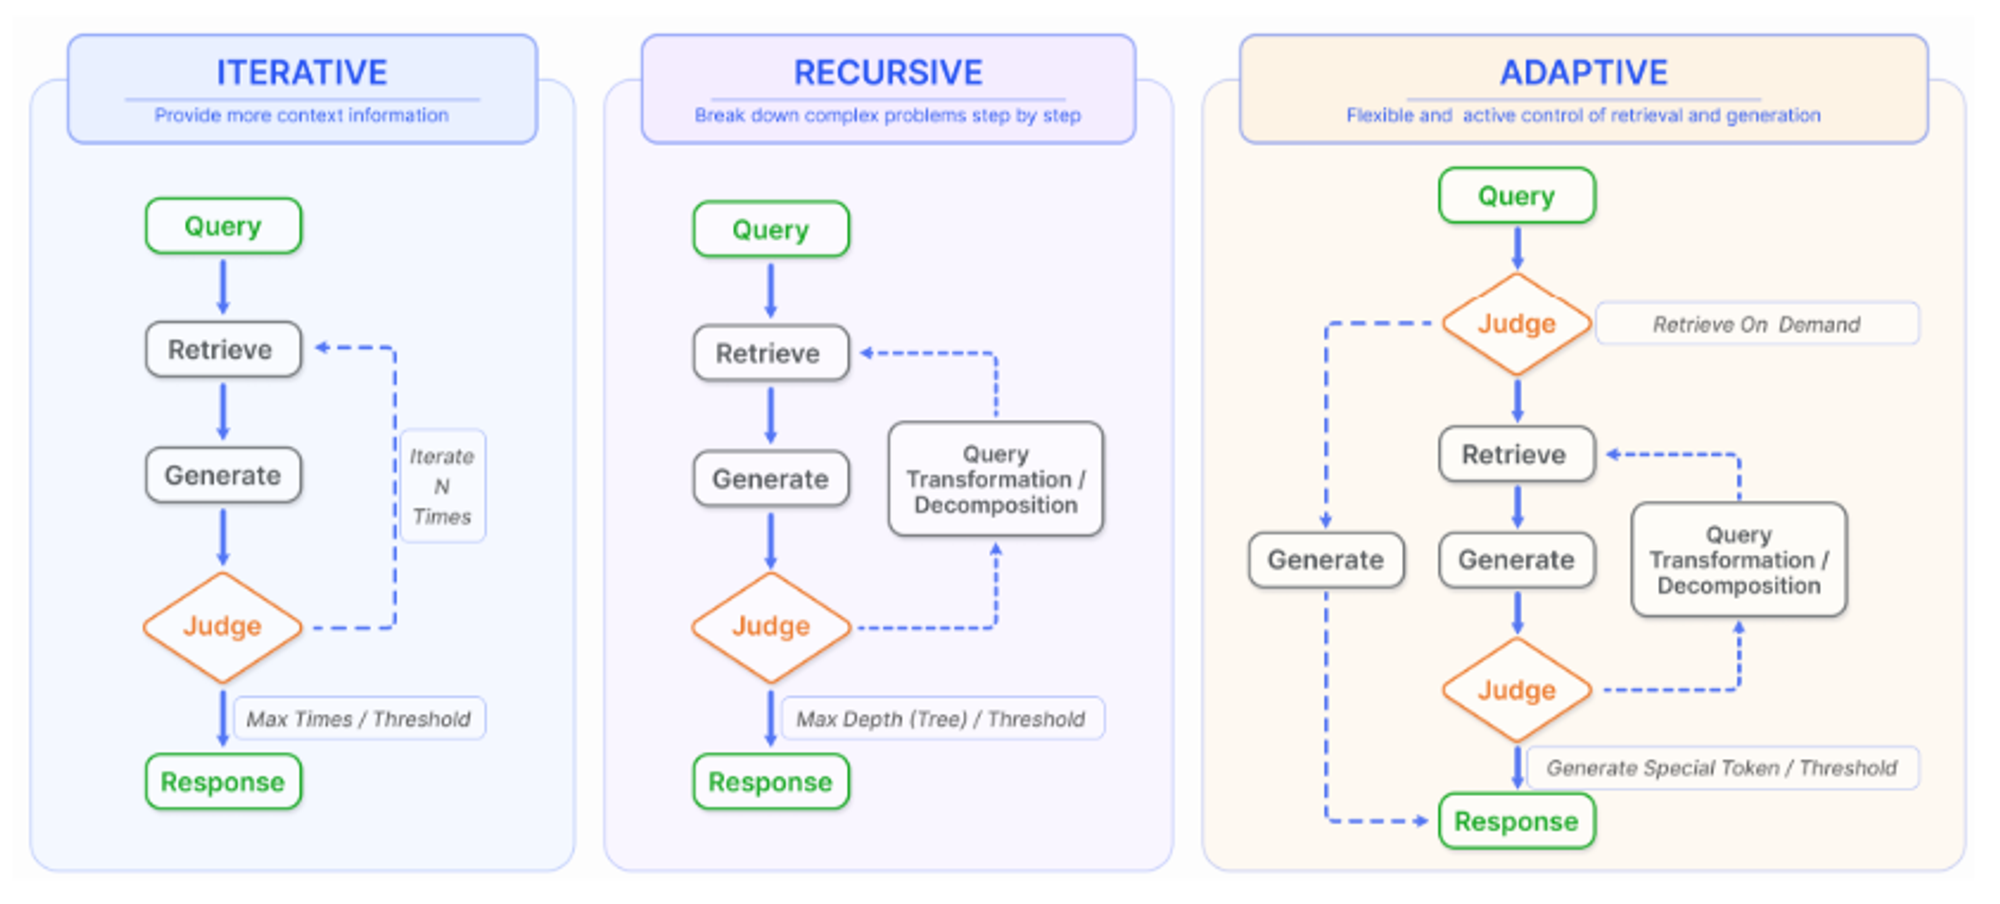 ITERATIVE
Provide more context information
Query
Retrieve
Generate
Iterate
N
Times
Judge
Max Times / Threshold
Response
RECURSIVE
Break down complex problems step by step
Query
Retrieve
Generate
Query
Transformation /
Decomposition
Judge
Max Depth (Tree) / Threshold
Response
ADAPTIVE
Flexible and active control of retrieval and generation
Query
Judge
Retrieve On Demand
Retrieve
Generate
Generate
Query
Transformation /
Decomposition
Judge
Generate Special Token / Threshold
Response